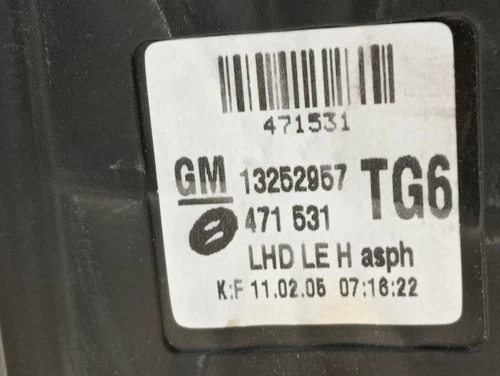 471531
GM 13252957 TG6
471 531
LHD LE H asph
K:F 11.02.05 07:16:22